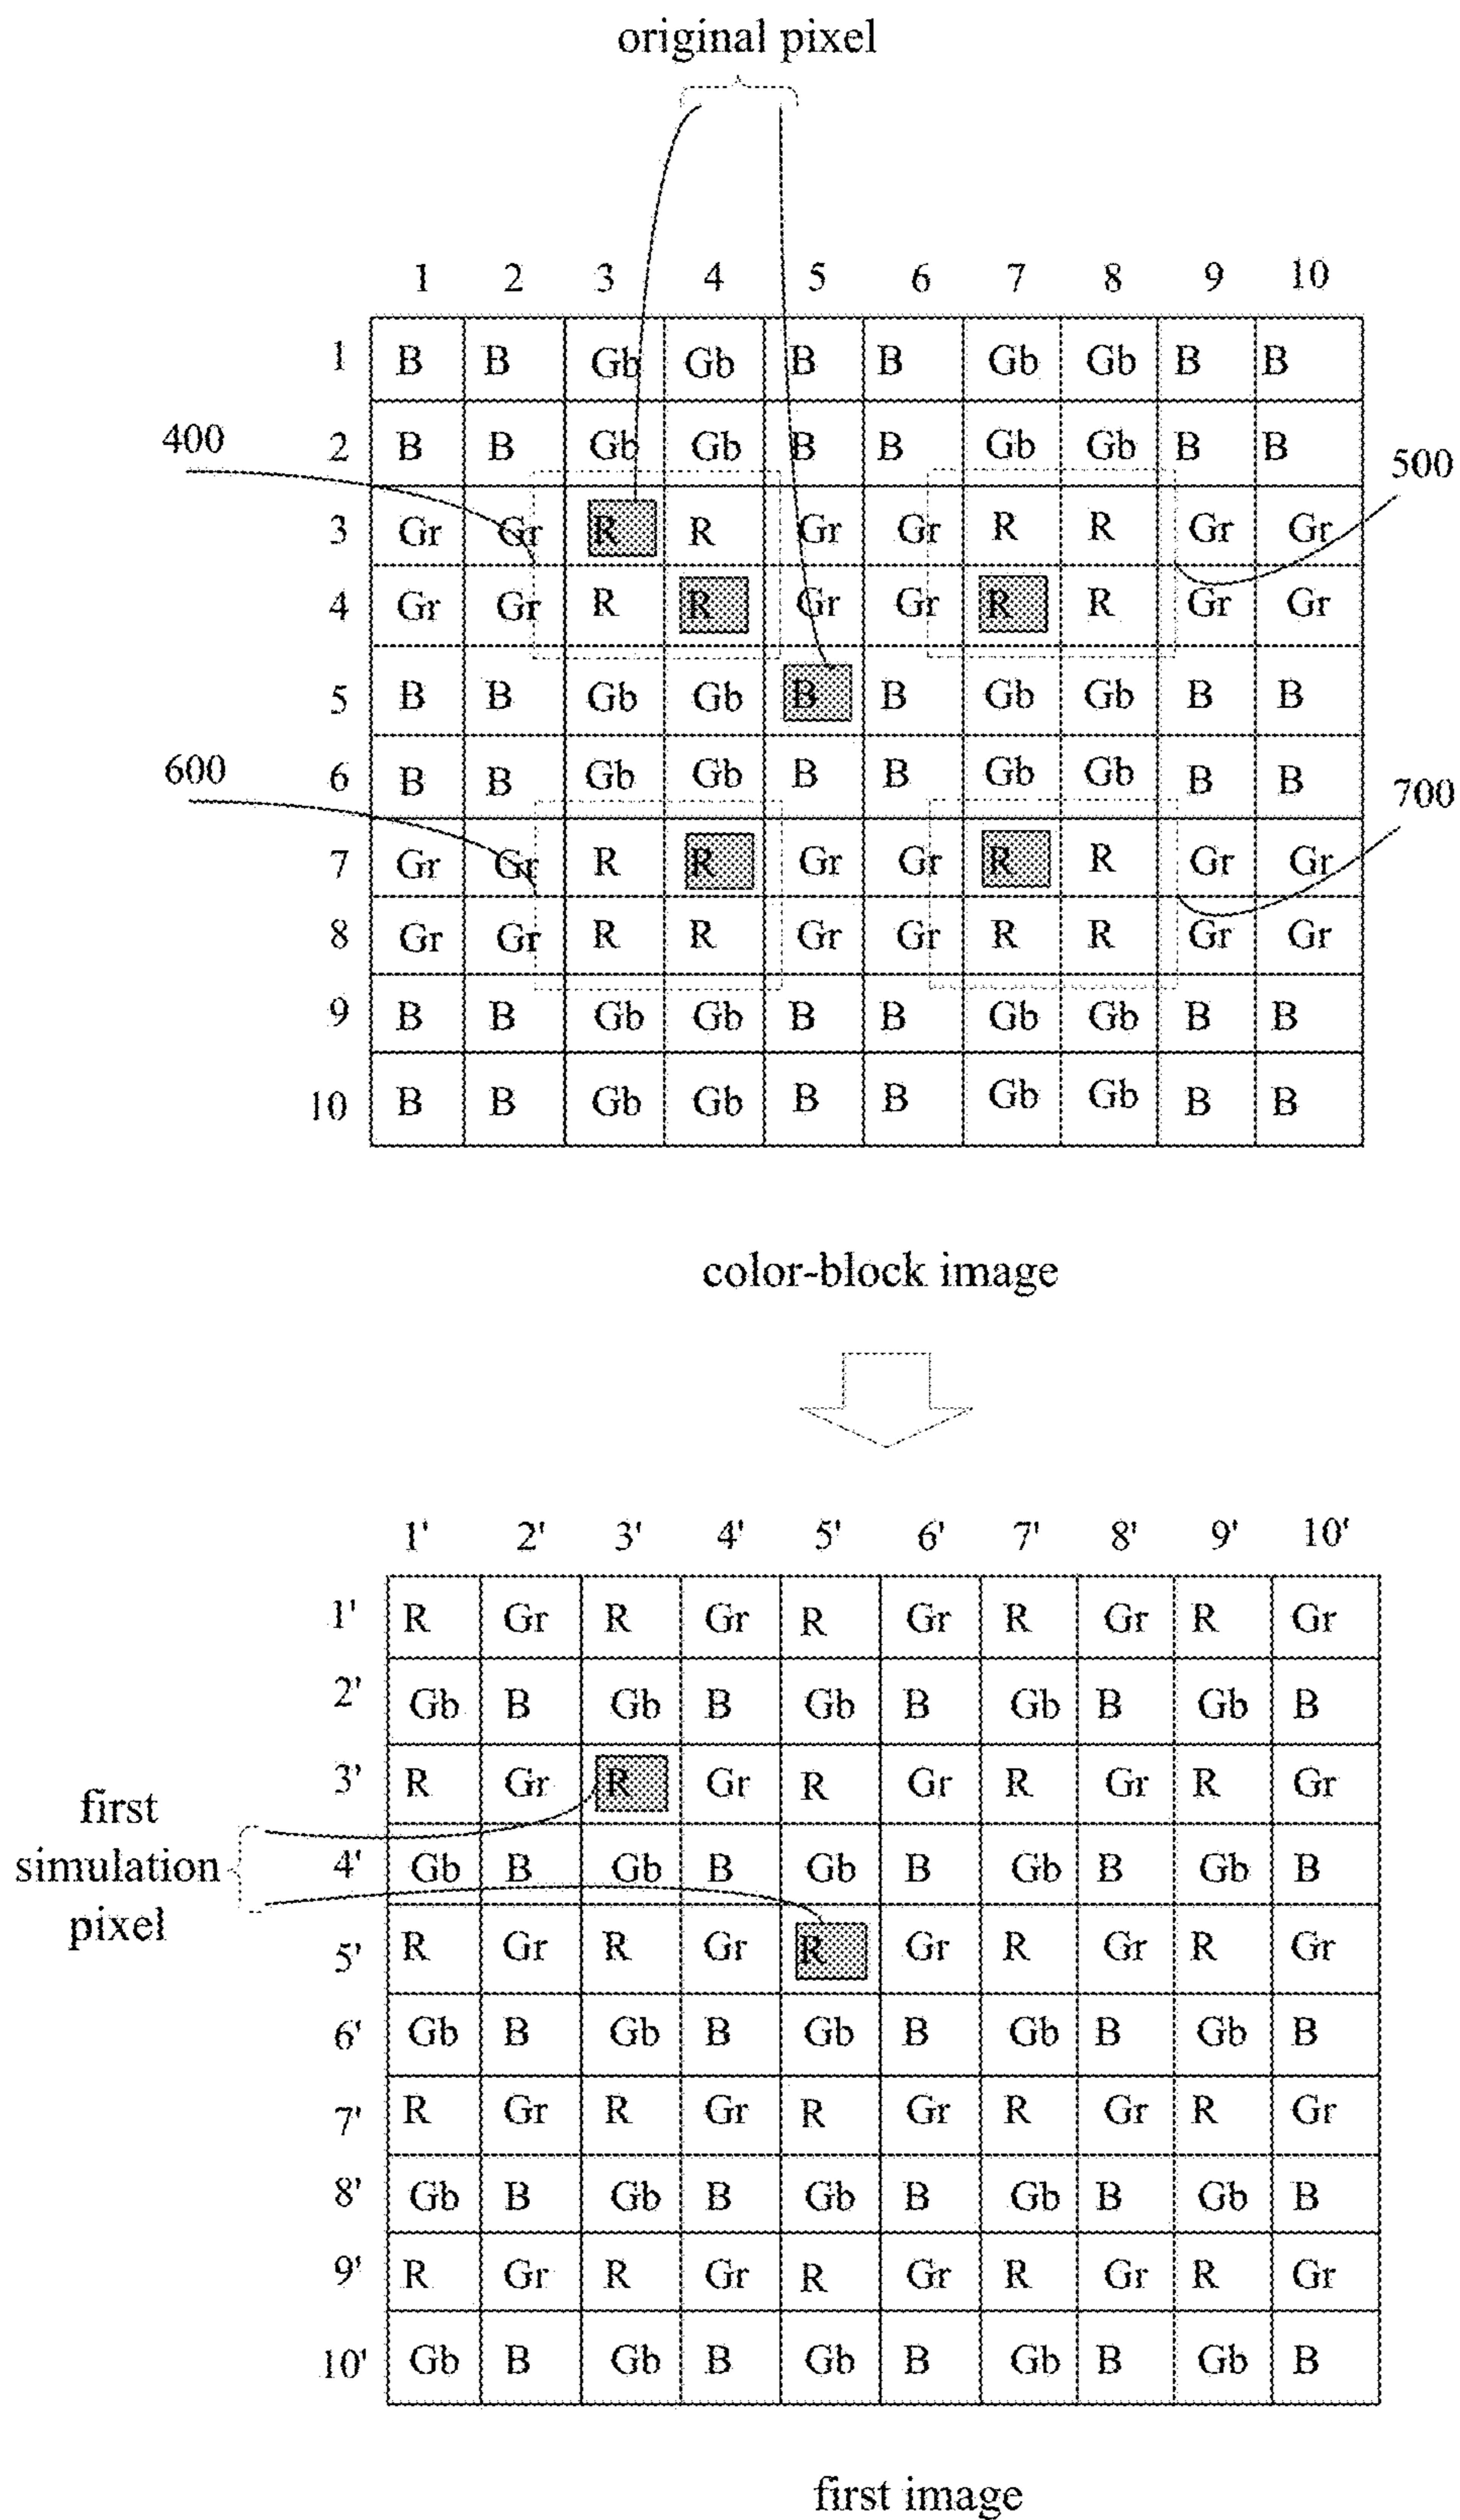 original pixel
1 2 3 4 5 6 7 8 9 10
1 B B Gb Gb B B Gb Gb B B
400
2 B B Gb Gb B B Gb Gb B B
500
3 Gr Gr R R Gr Gr R R Gr Gr
4 Gr Gr R R Gr Gr R R Gr Gr
5 B B Gb Gb B B Gb Gb B B
600
6 B B Gb Gb B B Gb Gb B B
700
7 Gr Gr R R Gr Gr R R Gr Gr
8 Gr Gr R R Gr Gr R R Gr Gr
9 B B Gb Gb B B Gb Gb B B
10 B B Gb Gb B B Gb Gb B B
color-block image
1' 2' 3' 4' 5' 6' 7' 8' 9' 10'
1' R Gr R Gr R Gr R Gr R Gr
2' Gb B Gb B Gb B Gb B Gb B
3' R Gr R Gr R Gr R Gr R Gr
first
simulation
pixel
4' Gb B Gb B Gb B Gb B Gb B
5' R Gr R Gr R Gr R Gr R Gr
6' Gb B Gb B Gb B Gb B Gb B
7' R Gr R Gr R Gr R Gr R Gr
8' Gb B Gb B Gb B Gb B Gb B
9' R Gr R Gr R Gr R Gr R Gr
10' Gb B Gb B Gb B Gb B Gb B
first image